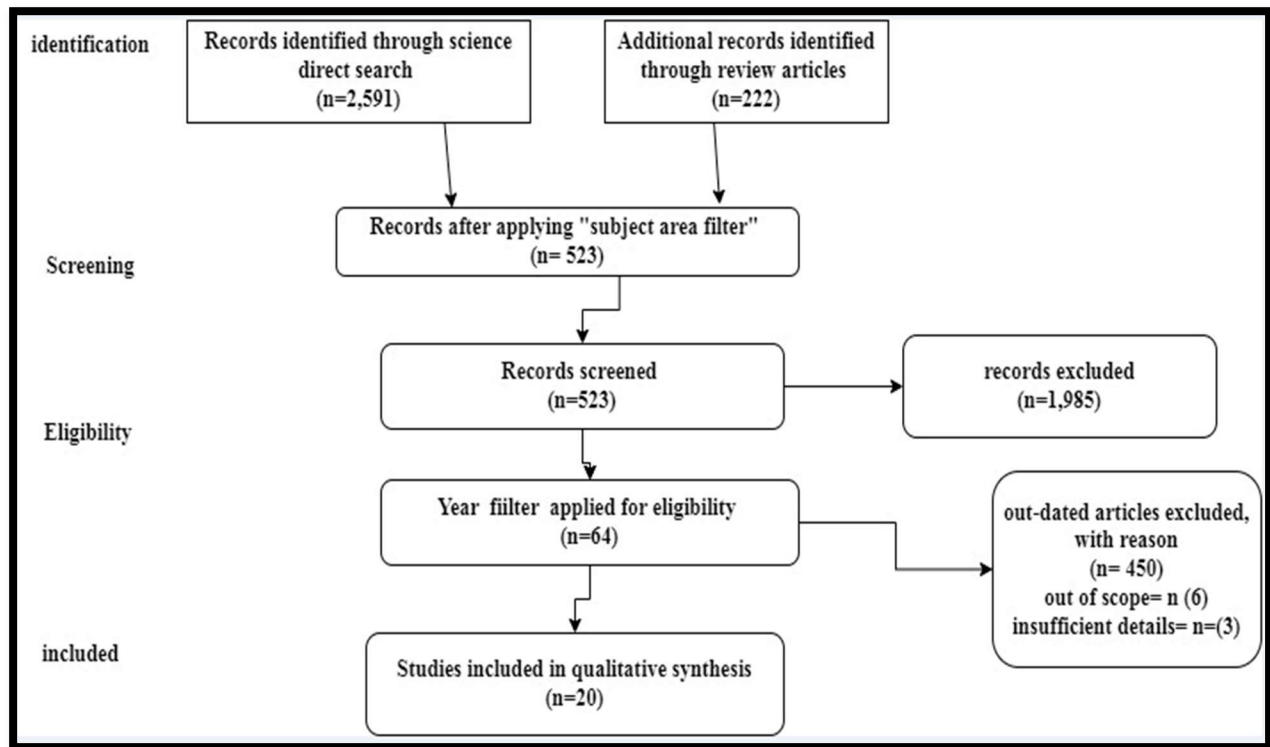 identification
Records identified through science
direct search
(n=2,591)
Additional records identified
through review articles
(n=222)
Records after applying "subject area filter"
(n= 523)
Screening
Records screened
(n=523)
records excluded
(n=1,985)
Eligibility
Year fiilter applied for eligibility
(n=64)
out-dated articles excluded,
with reason
(n= 450)
out of scope= n (6)
insufficient details= n=(3)
included
Studies included in qualitative synthesis
(n=20)